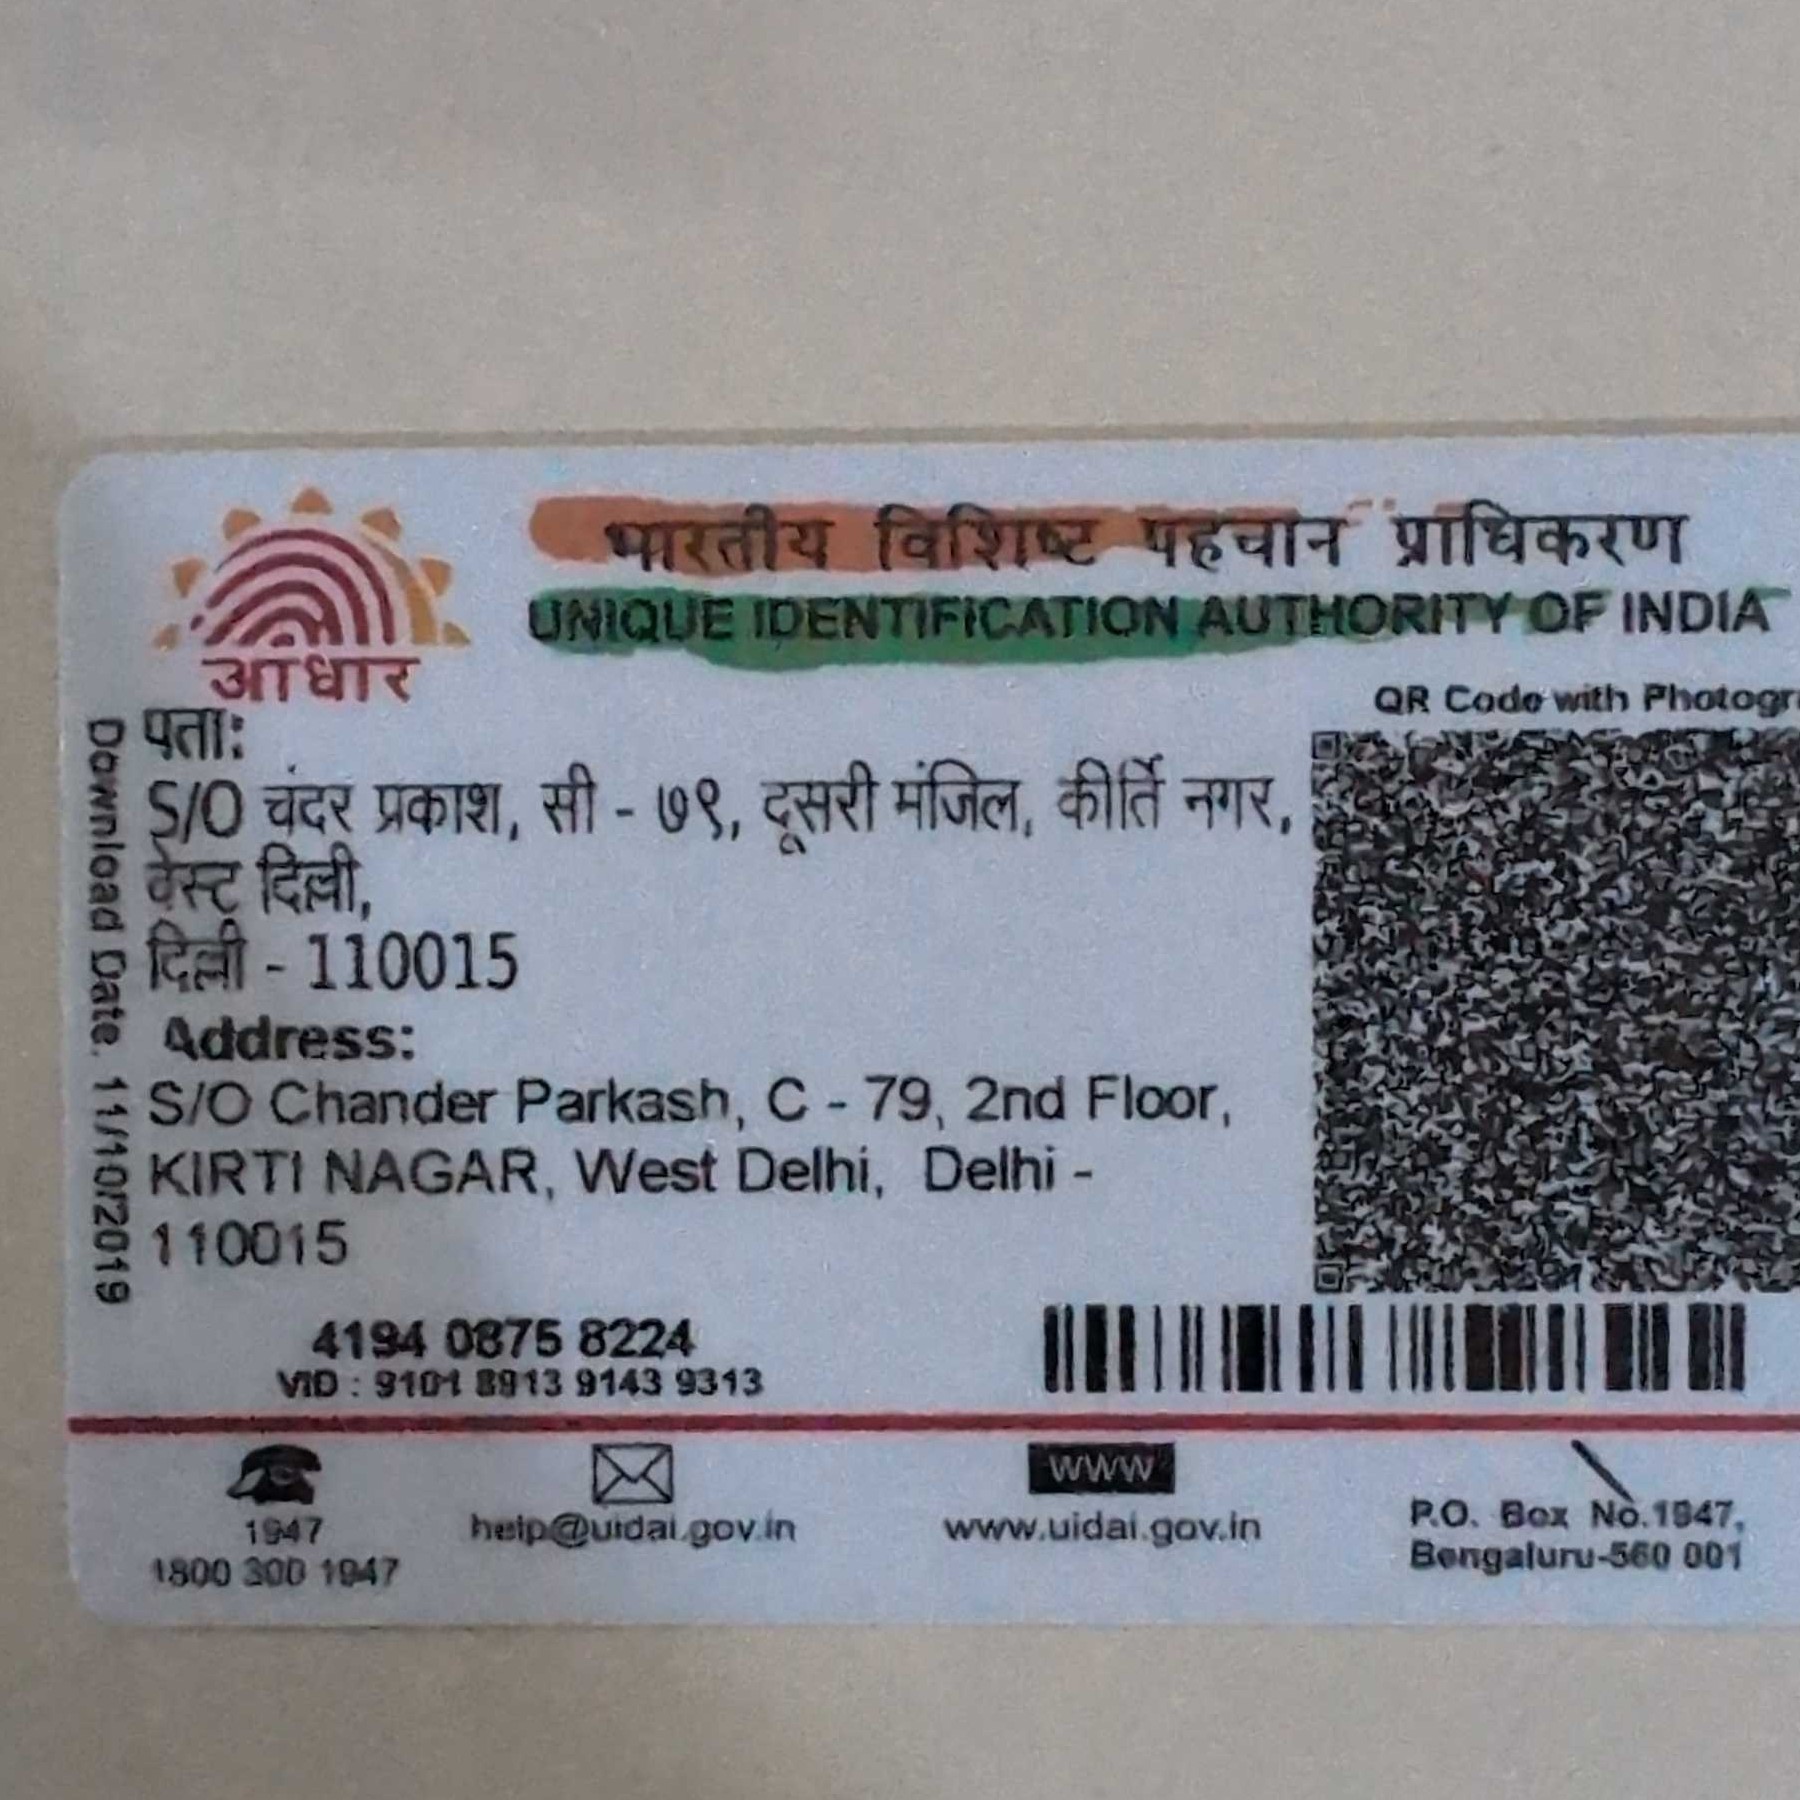 भारतीय विशिष्ट पहचान प्राधिकरण
UNIQUE IDENTIFICATION AUTHORITY OF INDIA
आधार
QR Code with Photogr
पता:
S/O चंदर प्रकाश, सी - ७९, दूसरी मंजिल, कीर्ति नगर,
वेस्ट दिल्ली,
दिल्ली - 110015
Address:
S/O Chander Parkash, C - 79, 2nd Floor,
KIRTI NAGAR, West Delhi, Delhi -
110015
Download Date: 11/10/2019
4194 0875 8224
VID : 9101 8913 9143 9313
1947
1800 300 1947
help@uidai.gov.in
www
www.uidai.gov.in
P.O. Box No.1947,
Bengaluru-560 001